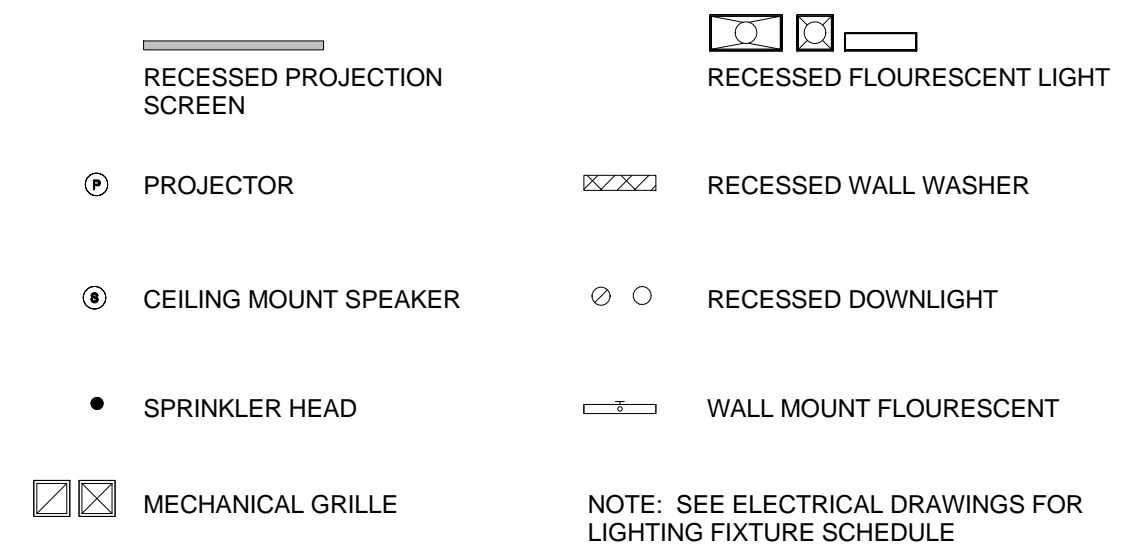 RECESSED PROJECTION
SCREEN
P PROJECTOR
S CEILING MOUNT SPEAKER
SPRINKLER HEAD
MECHANICAL GRILLE
RECESSED FLOURESCENT LIGHT
RECESSED WALL WASHER
RECESSED DOWNLIGHT
WALL MOUNT FLOURESCENT
NOTE: SEE ELECTRICAL DRAWINGS FOR
LIGHTING FIXTURE SCHEDULE